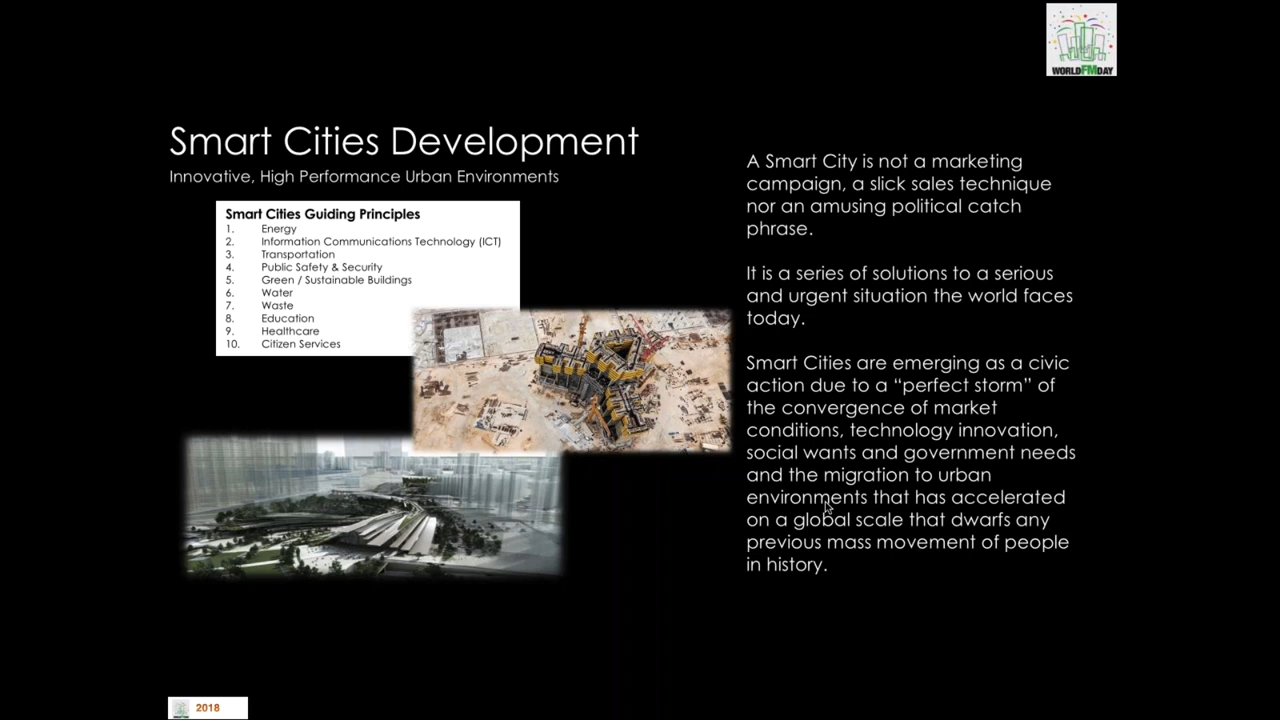 WORLDFMDAY
Smart Cities Development
Innovative, High Performance Urban Environments
Smart Cities Guiding Principles
1. Energy
2. Information Communications Technology (ICT)
3. Transportation
4. Public Safety & Security
5. Green / Sustainable Buildings
6. Water
7. Waste
8. Education
9. Healthcare
10. Citizen Services
A Smart City is not a marketing
campaign, a slick sales technique
nor an amusing political catch
phrase.
It is a series of solutions to a serious
and urgent situation the world faces
today.
Smart Cities are emerging as a civic
action due to a “perfect storm” of
the convergence of market
conditions, technology innovation,
social wants and government needs
and the migration to urban
environments that has accelerated
on a global scale that dwarfs any
previous mass movement of people
in history.
2018